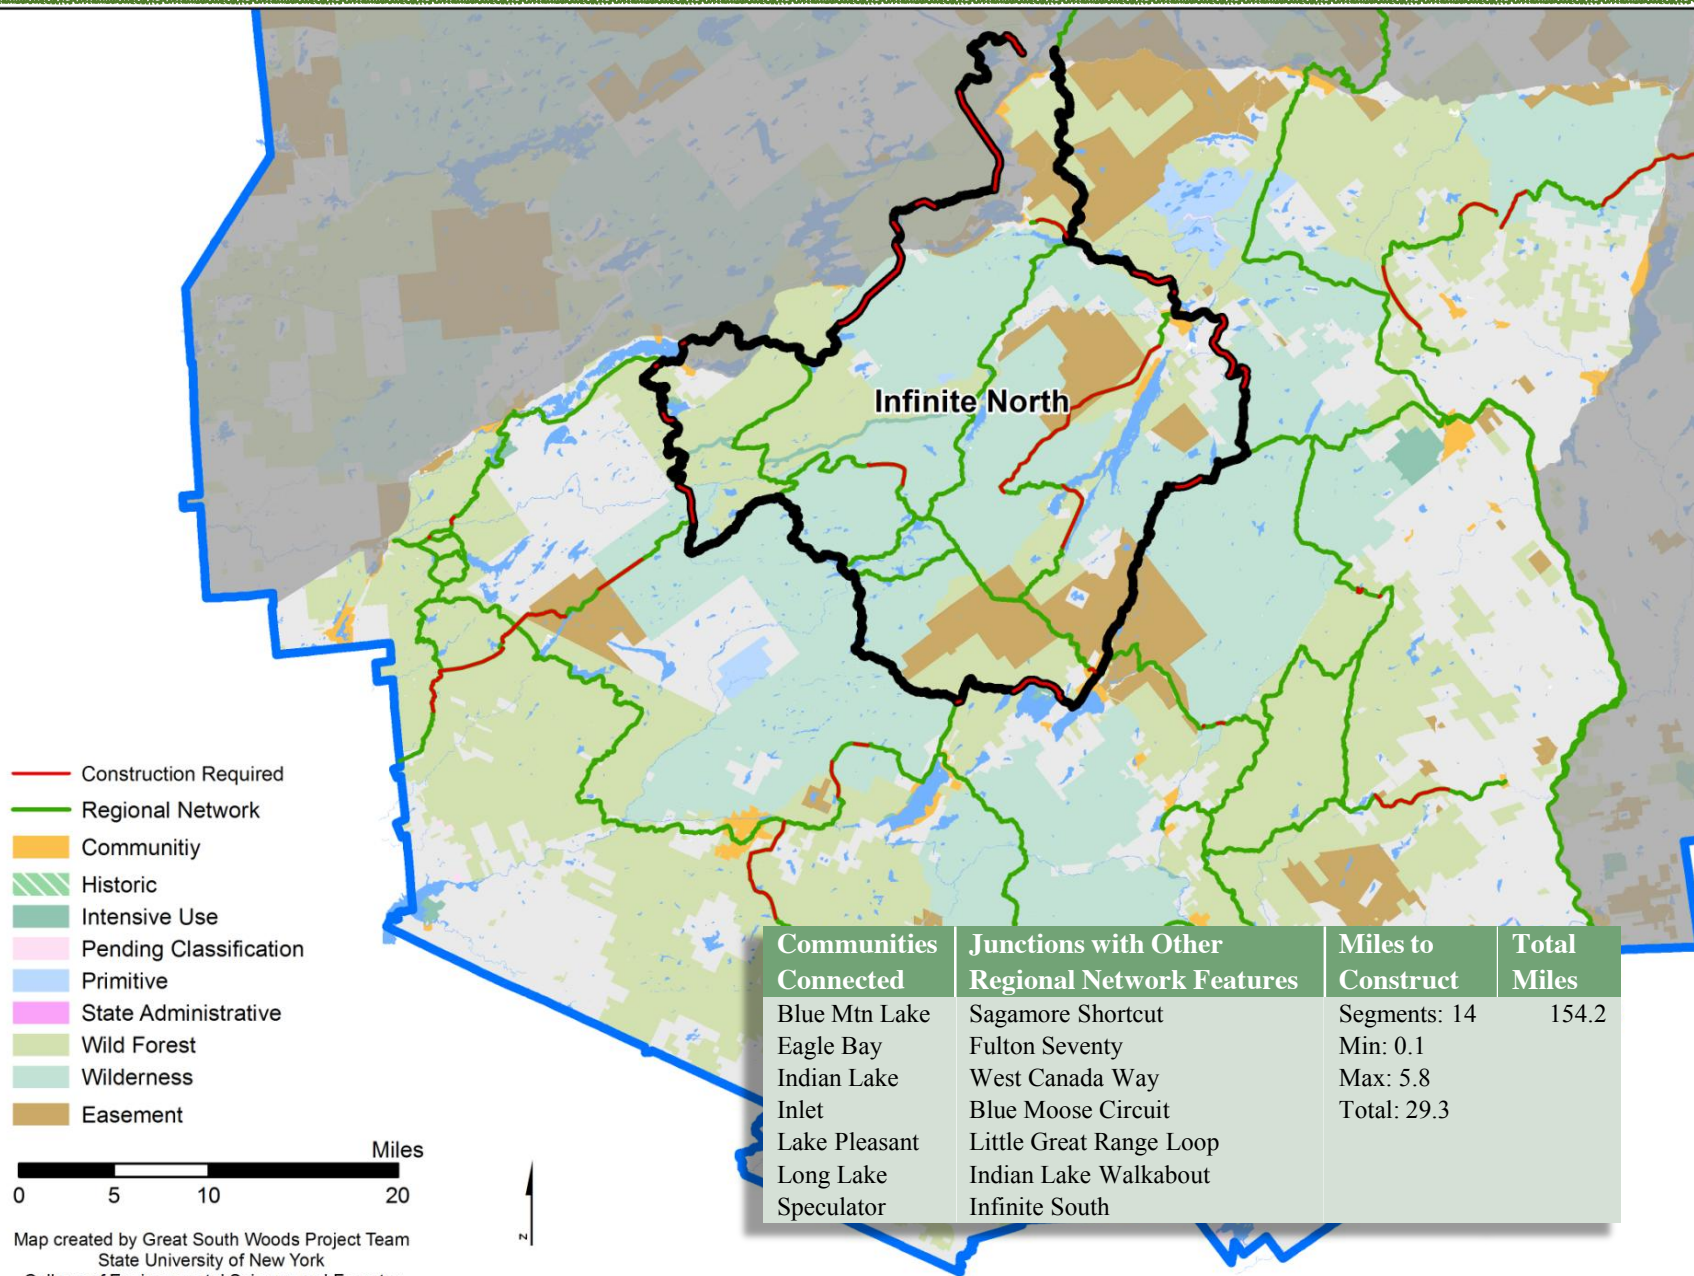 Infinite North
Construction Required
Regional Network
Communitiy
Historic
Intensive Use
Pending Classification
Primitive
State Administrative
Wild Forest
Wilderness
Easement
Miles
0 5 10 20
N
Map created by Great South Woods Project Team
State University of New York
Communities Connected | Junctions with Other Regional Network Features | Miles to Construct | Total Miles
Blue Mtn Lake | Sagamore Shortcut | Segments: 14 | 154.2
Eagle Bay | Fulton Seventy | Min: 0.1
Indian Lake | West Canada Way | Max: 5.8
Inlet | Blue Moose Circuit | Total: 29.3
Lake Pleasant | Little Great Range Loop
Long Lake | Indian Lake Walkabout
Speculator | Infinite South